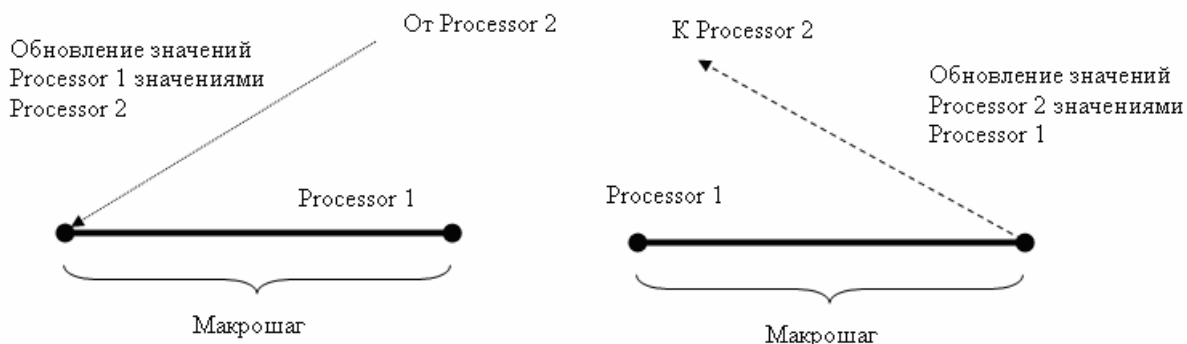 От Processor 2
Обновление значений
Processor 1 значениями
Processor 2
Processor 1
Макрошаг
К Processor 2
Обновление значений
Processor 2 значениями
Processor 1
Processor 1
Макрошаг